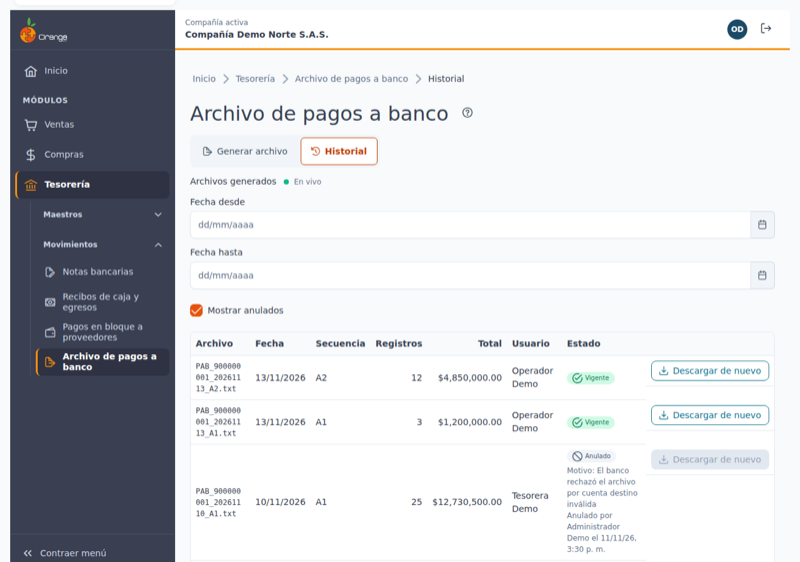 Orange
Compañía activa
Compañía Demo Norte S.A.S.
OD
Inicio
MÓDULOS
Ventas
Compras
Tesorería
Maestros
Movimientos
Notas bancarias
Recibos de caja y
egresos
Pagos en bloque a
proveedores
Archivo de pagos a
banco
Contraer menú
Inicio > Tesorería > Archivo de pagos a banco > Historial
Archivo de pagos a banco
Generar archivo
Historial
Archivos generados
En vivo
Fecha desde
dd/mm/aaaa
Fecha hasta
dd/mm/aaaa
Mostrar anulados
Archivo Fecha Secuencia Registros Total Usuario Estado
PAB_900000
001_202611
13_A2.txt
13/11/2026 A2 12 $4,850,000.00
Operador
Demo
Vigente
Descargar de nuevo
PAB_900000
001_202611
13_A1.txt
13/11/2026 A1 3 $1,200,000.00
Operador
Demo
Vigente
Descargar de nuevo
PAB_900000
001_202611
10_A1.txt
10/11/2026 A1 25 $12,730,500.00
Tesorera
Demo
Anulado
Motivo: El banco
rechazó el archivo
por cuenta destino
inválida
Anulado por
Administrador
Demo el 11/11/26,
3:30 p. m.
Descargar de nuevo